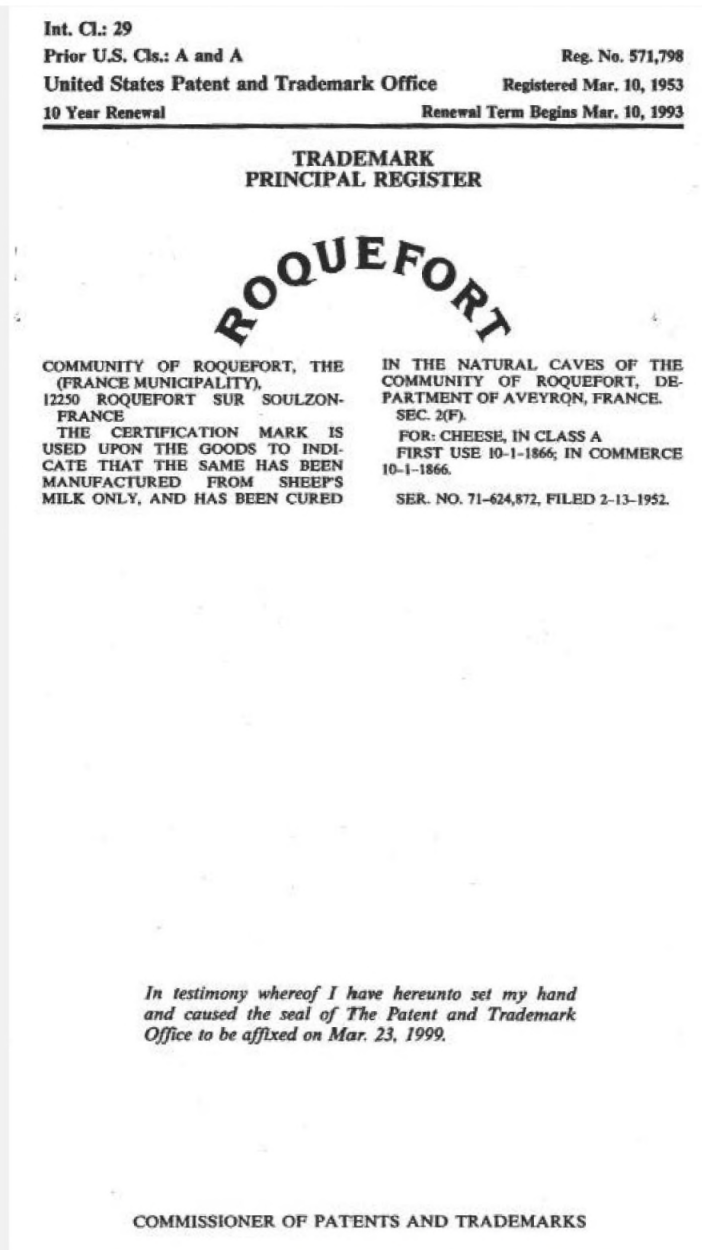 Int. Cl.: 29
Prior U.S. Cls.: A and A
Reg. No. 571,798
United States Patent and Trademark Office
Registered Mar. 10, 1953
10 Year Renewal
Renewal Term Begins Mar. 10, 1993
TRADEMARK
PRINCIPAL REGISTER
ROQUEFORT
COMMUNITY OF ROQUEFORT, THE
(FRANCE MUNICIPALITY),
12250 ROQUEFORT SUR SOULZON-
FRANCE
THE CERTIFICATION MARK IS
USED UPON THE GOODS TO INDI-
CATE THAT THE SAME HAS BEEN
MANUFACTURED FROM SHEEP'S
MILK ONLY, AND HAS BEEN CURED
IN THE NATURAL CAVES OF THE
COMMUNITY OF ROQUEFORT, DE-
PARTMENT OF AVEYRON, FRANCE.
SEC. 2(F).
FOR: CHEESE, IN CLASS A
FIRST USE 10-1-1866; IN COMMERCE
10-1-1866.
SER. NO. 71-624,872, FILED 2-13-1952.
In testimony whereof I have hereunto set my hand
and caused the seal of The Patent and Trademark
Office to be affixed on Mar. 23, 1999.
COMMISSIONER OF PATENTS AND TRADEMARKS